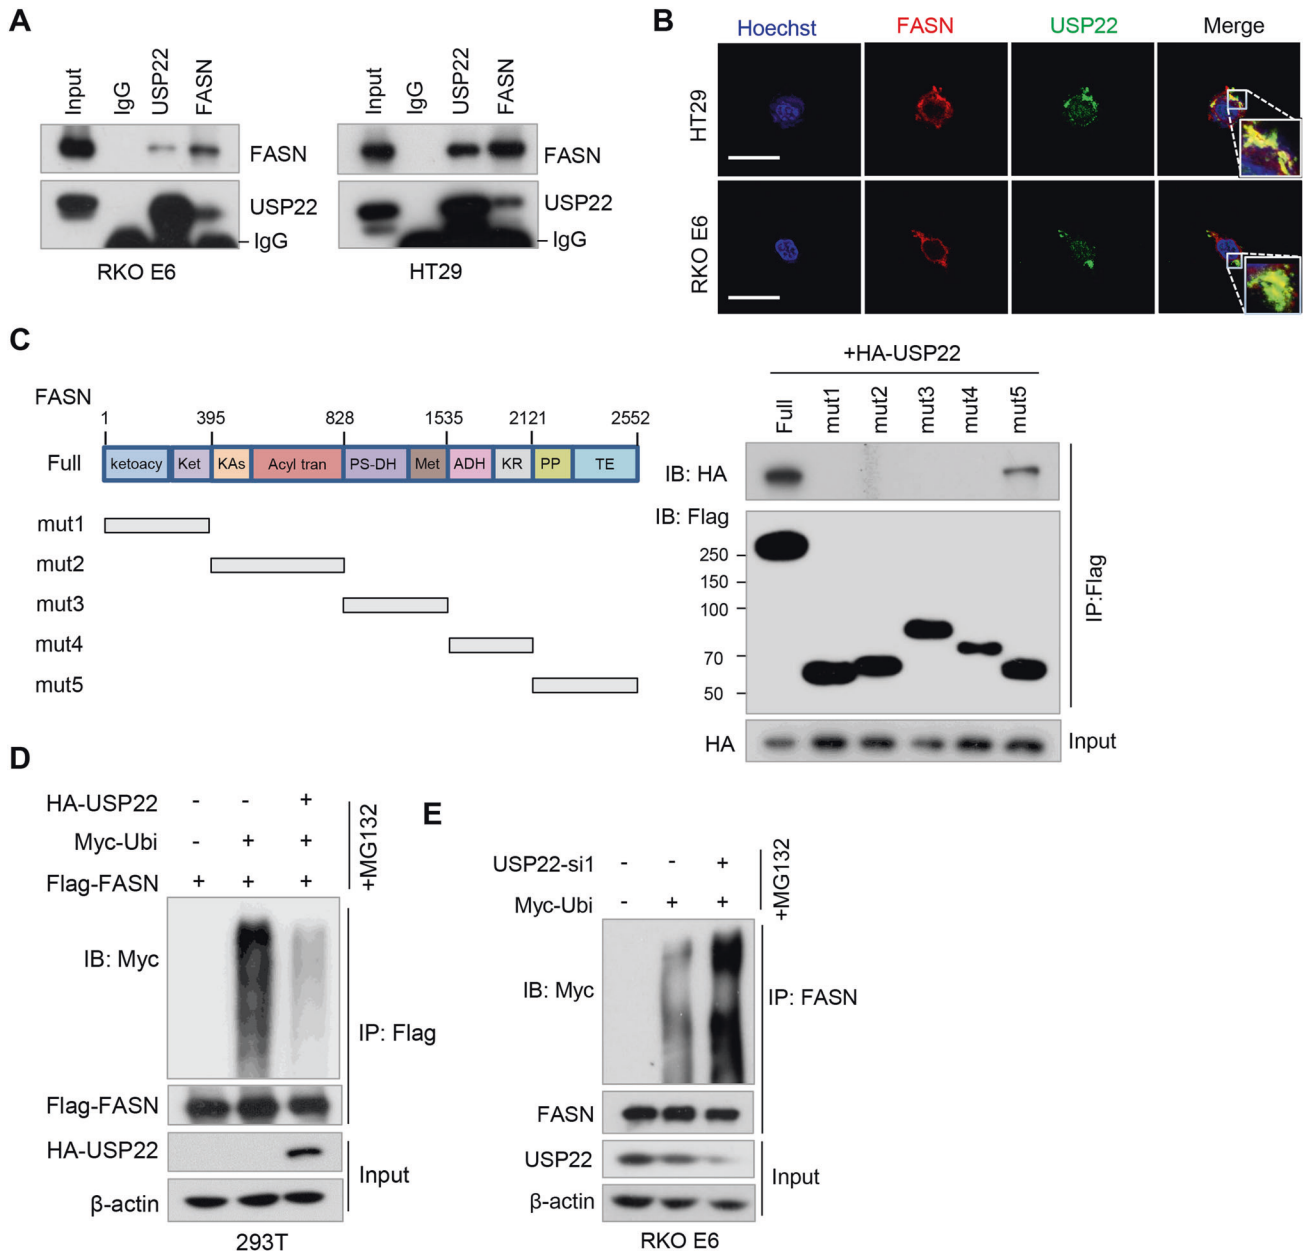 A
Input IgG USP22 FASN
FASN
USP22
IgG
RKO E6
Input IgG USP22 FASN
FASN
USP22
IgG
HT29
B
Hoechst FASN USP22 Merge
HT29
RKO E6
C
FASN
1 395 828 1535 2121 2552
Full ketoacy Ket KAs Acyl tran PS-DH Met ADH KR PP TE
mut1
mut2
mut3
mut4
mut5
+HA-USP22
Full mut1 mut2 mut3 mut4 mut5
IB: HA
IB: Flag
250
150
100
70
50
IP:Flag
HA Input
D
HA-USP22 - - +
Myc-Ubi - + +
Flag-FASN + + +
+MG132
IB: Myc
IP: Flag
Flag-FASN
HA-USP22
Input
β-actin
293T
E
USP22-si1 - - +
Myc-Ubi - + +
+MG132
IB: Myc
IP: FASN
FASN
USP22
Input
β-actin
RKO E6